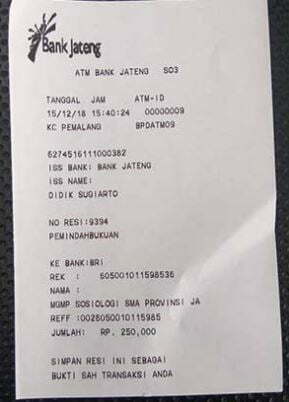 Bank Jateng
ATM BANK JATENG SO3
TANGGAL JAM ATM-ID
15/12/18 15:40:24 00000009
KC PEMALANG BPDATM09
6274516111000382
ISS BANK: BANK JATENG
ISS NAME:
DIDIK SUGIARTO
NO RESI:9394
PEMINDAHBUKUAN
KE BANK:BRI
REK : 605001011598536
NAMA :
MGMP SOSIOLOGI SMA PROVINSI JA
REFF :0026050010115985
JUMLAH: RP. 250,000
SIMPAN RESI INI SEBAGAI
BUKTI SAH TRANSAKSI ANDA